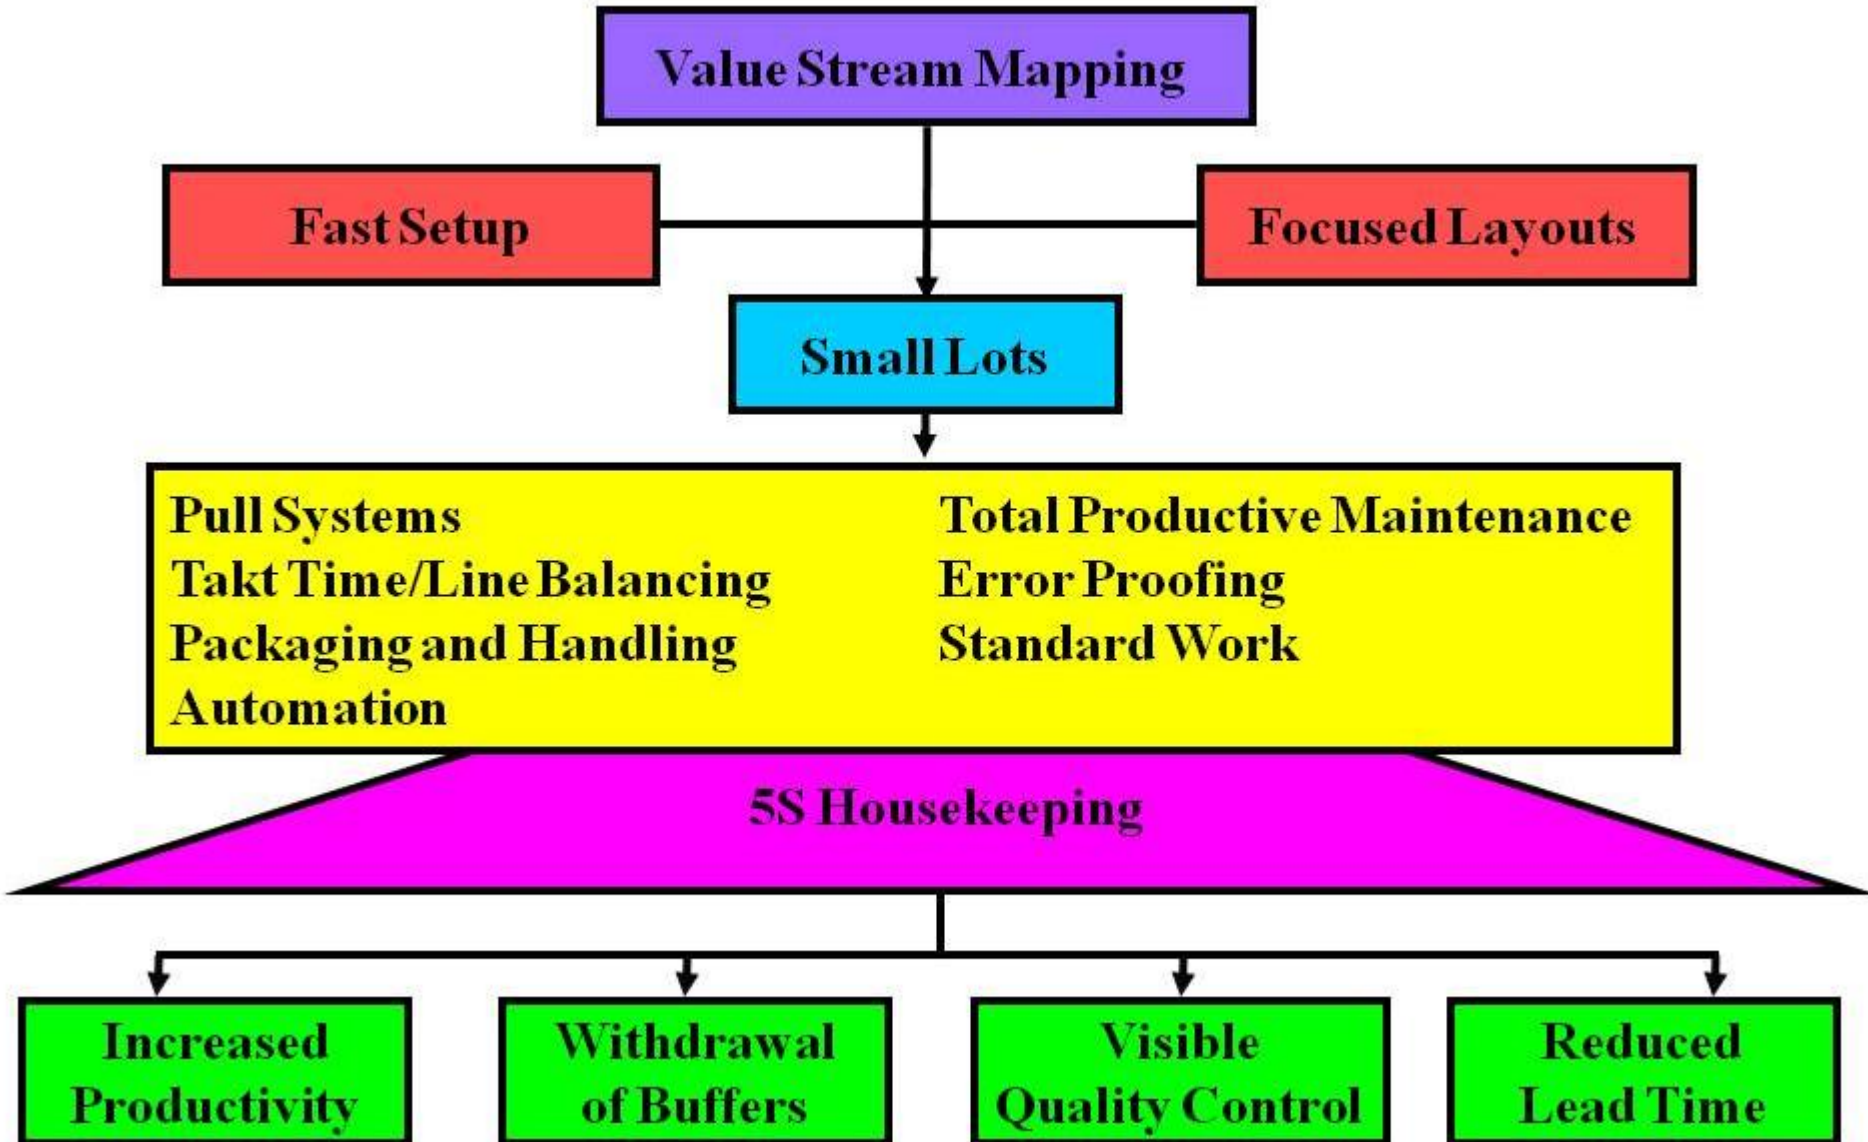 Value Stream Mapping
Fast Setup
Focused Layouts
Small Lots
Pull Systems
Takt Time/Line Balancing
Packaging and Handling
Automation
Total Productive Maintenance
Error Proofing
Standard Work
5S Housekeeping
Increased
Productivity
Withdrawal
of Buffers
Visible
Quality Control
Reduced
Lead Time